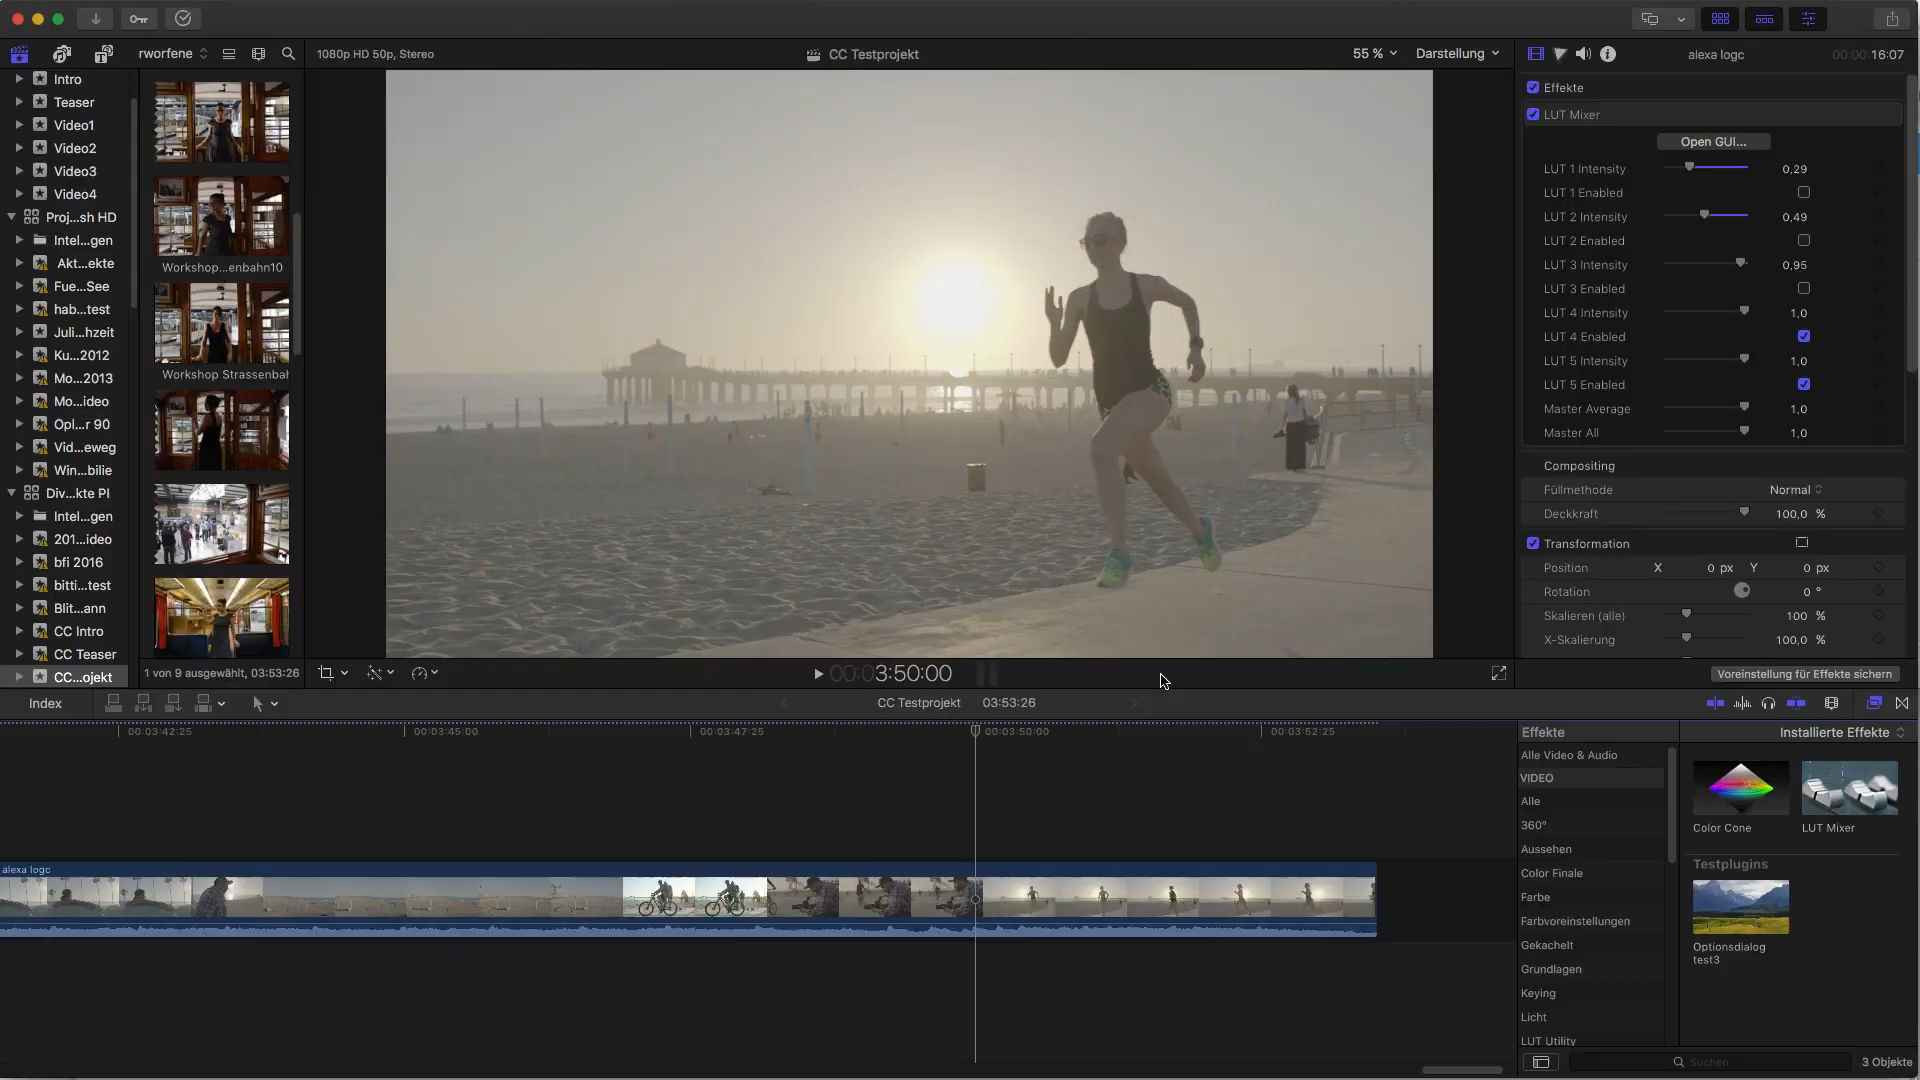 rworfene
1080p HD 50p, Stereo
CC Testprojekt
55 %
Darstellung
alexa logc
00:00:16:07
Intro
Teaser
Video1
Video2
Video3
Video4
Proj...sh HD
Intel...gen
Akt...ekte
Fue...See
hab...test
Juli...hzeit
Ku...2012
Mo...2013
Mo...ideo
Opl...r 90
Vid...eweg
Win...bilie
Div...kte PI
Intel...gen
201...ideo
bfi 2016
bitti...test
Blit...ann
CC Intro
CC Teaser
CC...ojekt
Workshop...enbahn10
Workshop Strassenbah
1 von 9 ausgewählt, 03:53:26
00:03:50:00
Effekte
LUT Mixer
Open GUI...
LUT 1 Intensity 0,29
LUT 1 Enabled
LUT 2 Intensity 0,49
LUT 2 Enabled
LUT 3 Intensity 0,95
LUT 3 Enabled
LUT 4 Intensity 1,0
LUT 4 Enabled
LUT 5 Intensity 1,0
LUT 5 Enabled
Master Average 1,0
Master All 1,0
Compositing
Füllmethode Normal
Deckkraft 100,0 %
Transformation
Position X 0 px Y 0 px
Rotation 0 °
Skalieren (alle) 100 %
X-Skalierung 100,0 %
Voreinstellung für Effekte sichern
Index
CC Testprojekt
03:53:26
00:03:42:25
00:03:45:00
00:03:47:25
00:03:50:00
00:03:52:25
alexa logc
Effekte
Installierte Effekte
Alle Video & Audio
VIDEO
Alle
360°
Aussehen
Color Finale
Farbe
Farbvoreinstellungen
Gekachelt
Grundlagen
Keying
Licht
LUT Utility
Color Cone
LUT Mixer
Testplugins
Optionsdialog
test3
Suchen
3 Objekte